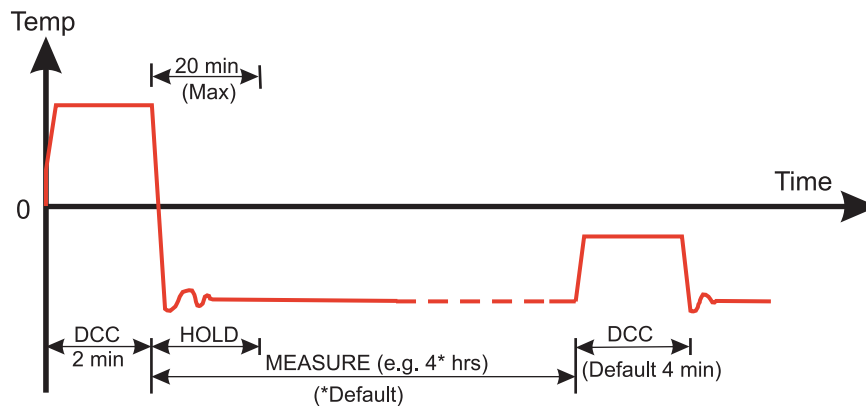 Temp
20 min
(Max)
Time
0
DCC
2 min
HOLD
MEASURE (e.g. 4* hrs)
(*Default)
DCC
(Default 4 min)